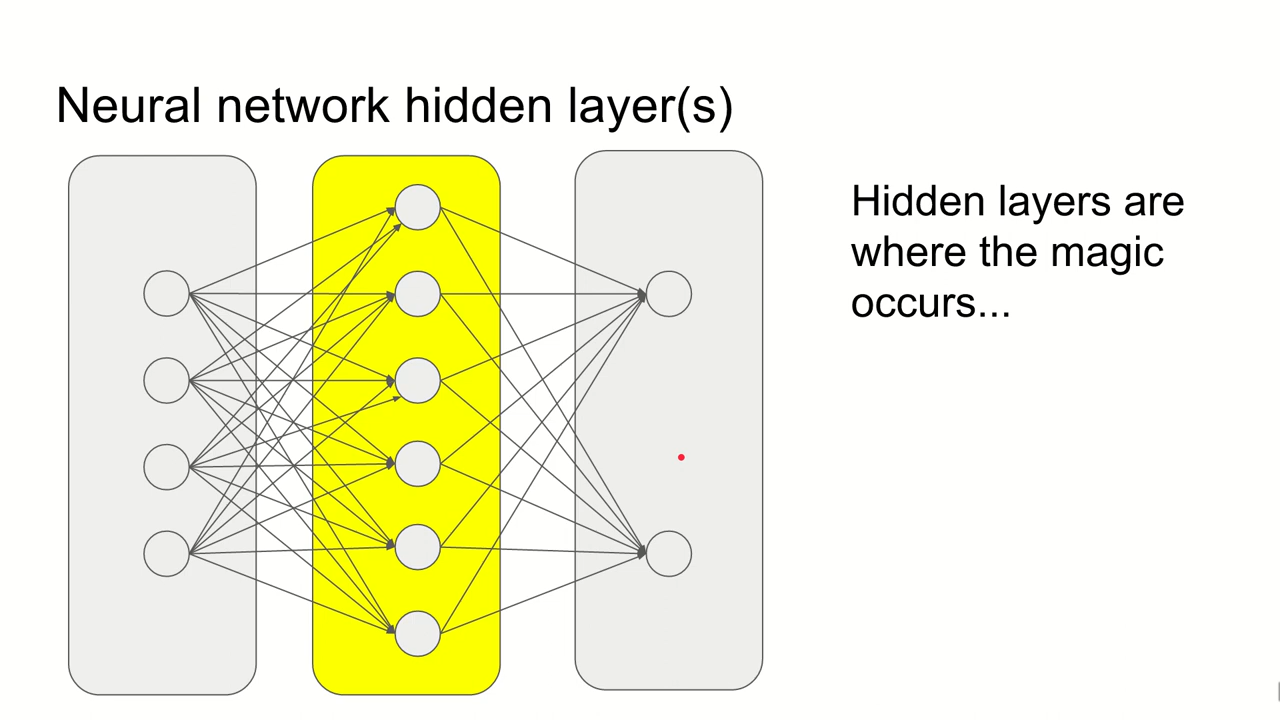 Neural network hidden layer(s)
Hidden layers are
where the magic
occurs...